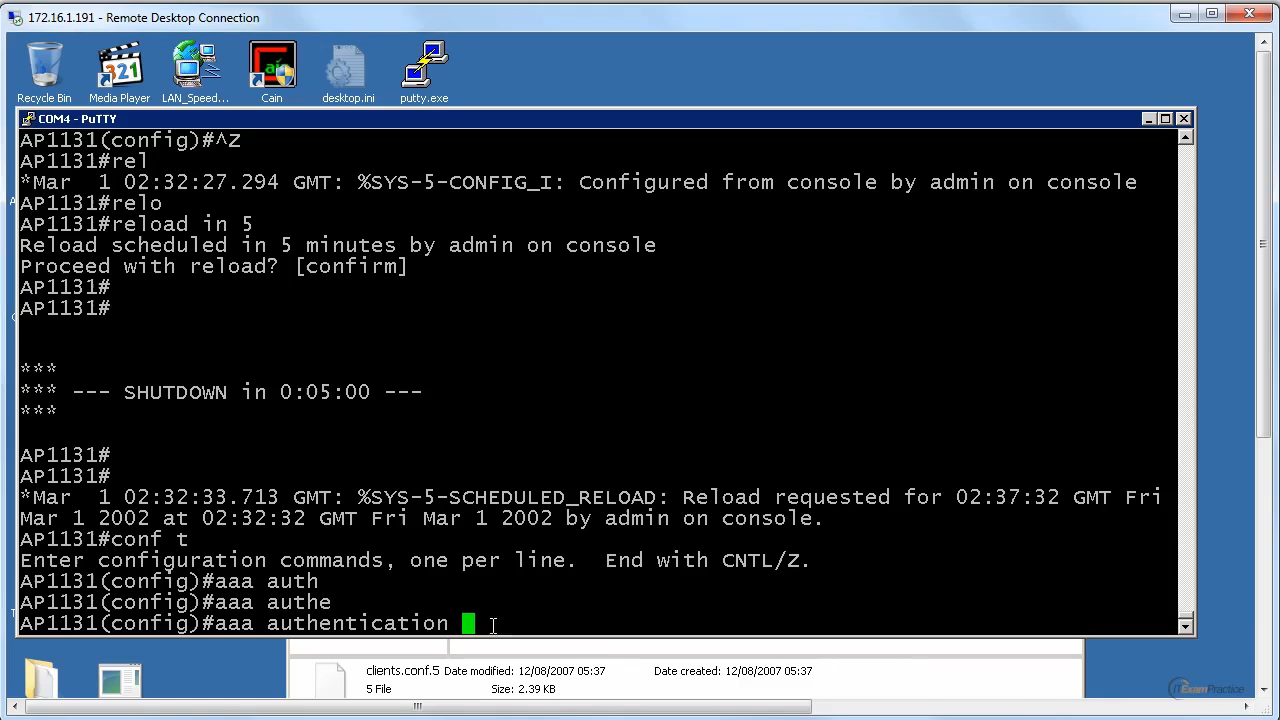 172.16.1.191 - Remote Desktop Connection
Recycle Bin
Media Player
LAN_Speed...
Cain
desktop.ini
putty.exe
COM4 - PuTTY
AP1131(config)#^Z
AP1131#rel
*Mar  1 02:32:27.294 GMT: %SYS-5-CONFIG_I: Configured from console by admin on console
AP1131#relo
AP1131#reload in 5
Reload scheduled in 5 minutes by admin on console
Proceed with reload? [confirm]
AP1131#
AP1131#
***
*** --- SHUTDOWN in 0:05:00 ---
***
AP1131#
AP1131#
*Mar  1 02:32:33.713 GMT: %SYS-5-SCHEDULED_RELOAD: Reload requested for 02:37:32 GMT Fri
Mar 1 2002 at 02:32:32 GMT Fri Mar 1 2002 by admin on console.
AP1131#conf t
Enter configuration commands, one per line.  End with CNTL/Z.
AP1131(config)#aaa auth
AP1131(config)#aaa authe
AP1131(config)#aaa authentication
clients.conf.5 Date modified: 12/08/2007 05:37 Date created: 12/08/2007 05:37
5 File Size: 2.39 KB
ITExamPractice